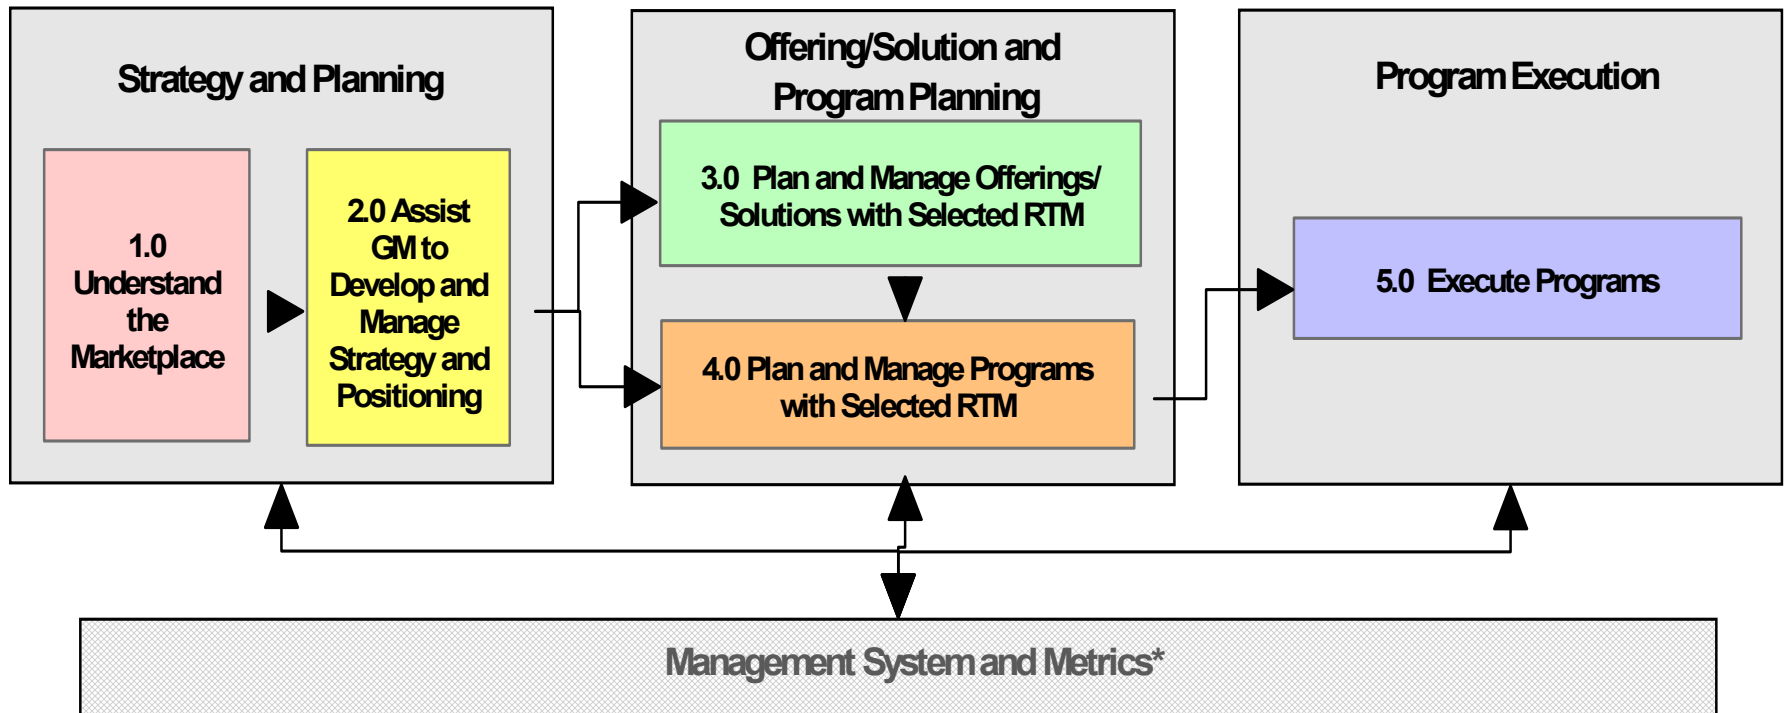 Strategy and Planning
1.0
Understand
the
Marketplace
2.0 Assist
GM to
Develop and
Manage
Strategy and
Positioning
Offering/Solution and
Program Planning
3.0 Plan and Manage Offerings/
Solutions with Selected RTM
4.0 Plan and Manage Programs
with Selected RTM
Program Execution
5.0 Execute Programs
Management System and Metrics*